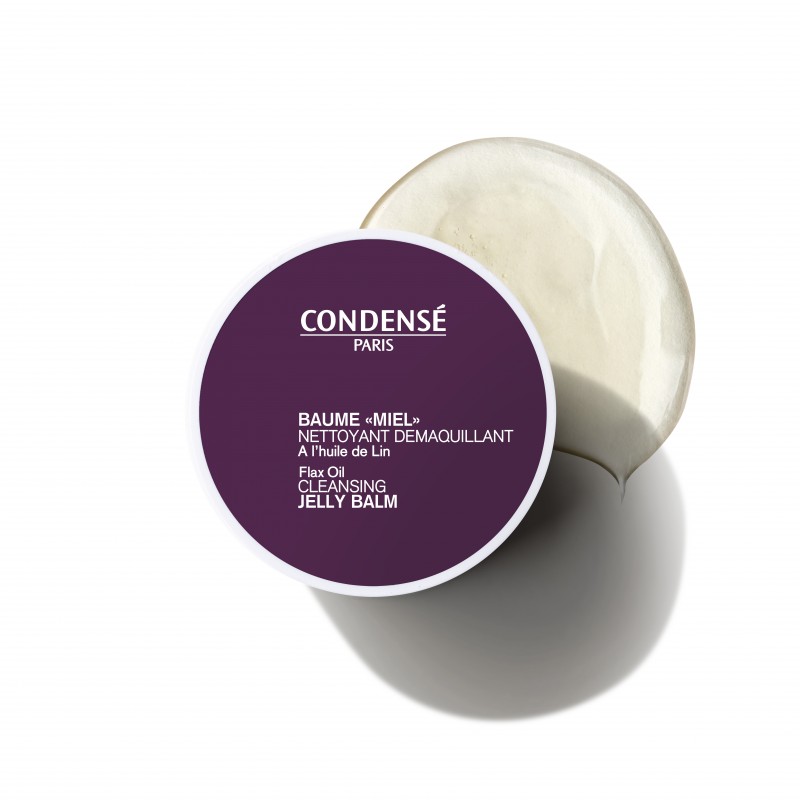 CONDENSÉ
PARIS
BAUME «MIEL»
NETTOYANT DEMAQUILLANT
A l'huile de Lin
Flax Oil
CLEANSING
JELLY BALM